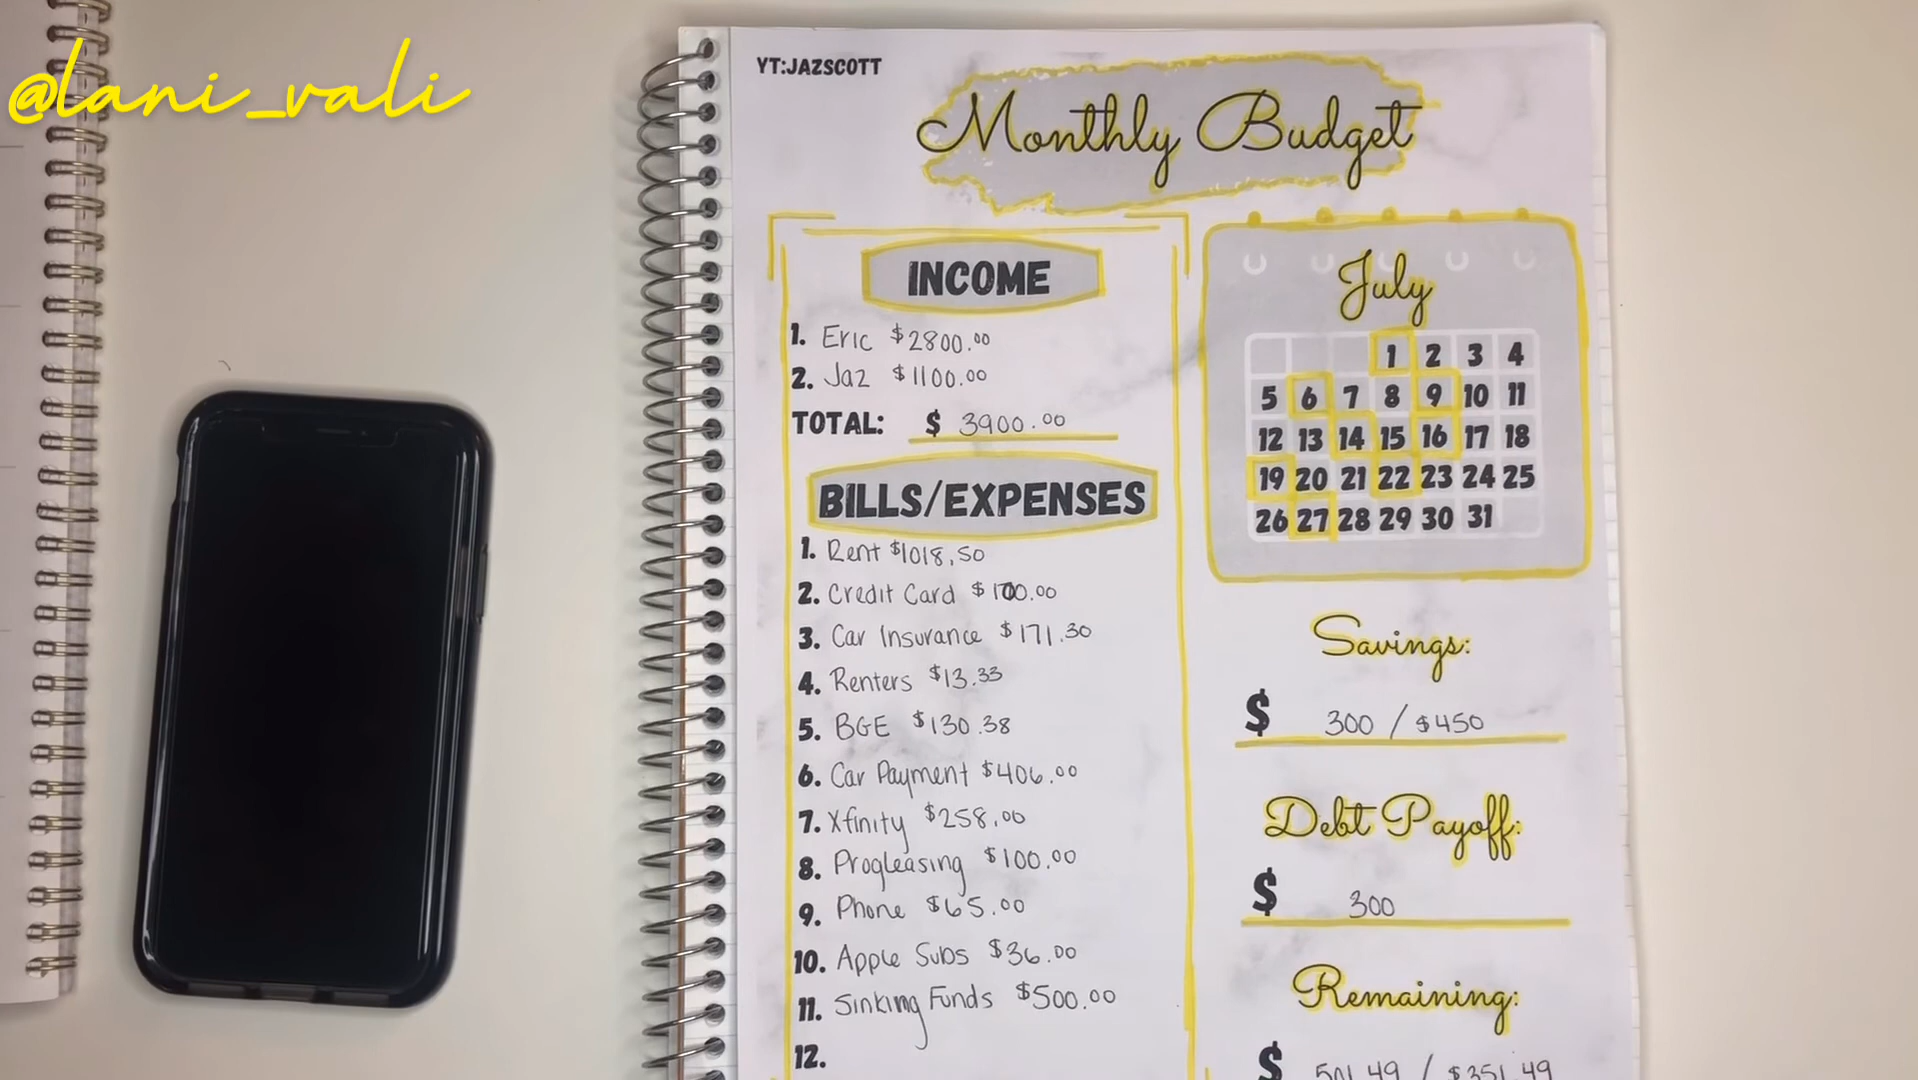 @lani_vali
YT:JAZSCOTT
Monthly Budget
INCOME
1. Eric $2800.00
2. Jaz $1100.00
TOTAL: $ 3900.00
BILLS/EXPENSES
1. Rent $1018.50
2. Credit Card $100.00
3. Car Insurance $171.30
4. Renters $13.33
5. BGE $130.38
6. Car Payment $406.00
7. Xfinity $258.00
8. Progleasing $100.00
9. Phone $65.00
10. Apple Subs $36.00
11. Sinking Funds $500.00
12.
July
1 2 3 4
5 6 7 8 9 10 11
12 13 14 15 16 17 18
19 20 21 22 23 24 25
26 27 28 29 30 31
Savings:
$ 300 / $450
Debt Payoff:
$ 300
Remaining:
$ 501.49 / $351.49